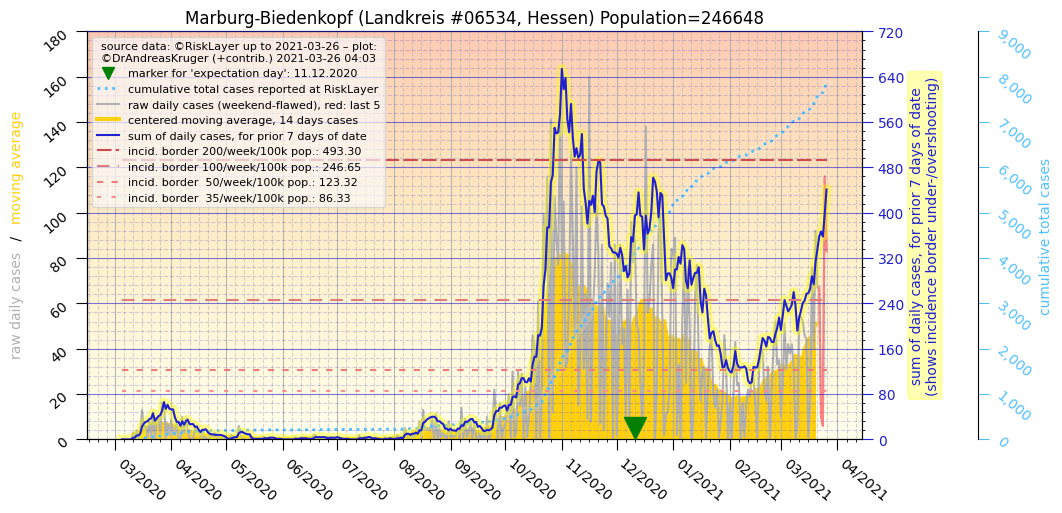 Marburg-Biedenkopf (Landkreis #06534, Hessen) Population=246648
source data: ©RiskLayer up to 2021-03-26 – plot:
©DrAndreasKruger (+contrib.) 2021-03-26 04:03
marker for 'expectation day': 11.12.2020
cumulative total cases reported at RiskLayer
raw daily cases (weekend-flawed), red: last 5
centered moving average, 14 days cases
sum of daily cases, for prior 7 days of date
incid. border 200/week/100k pop.: 493.30
incid. border 100/week/100k pop.: 246.65
incid. border  50/week/100k pop.: 123.32
incid. border  35/week/100k pop.: 86.33
raw daily cases / moving average
180
160
140
120
100
80
60
40
20
0
03/2020
04/2020
05/2020
06/2020
07/2020
08/2020
09/2020
10/2020
11/2020
12/2020
01/2021
02/2021
03/2021
04/2021
720
640
560
480
400
320
240
160
80
0
sum of daily cases, for prior 7 days of date
(shows incidence border under-/overshooting)
9,000
8,000
7,000
6,000
5,000
4,000
3,000
2,000
1,000
0
cumulative total cases